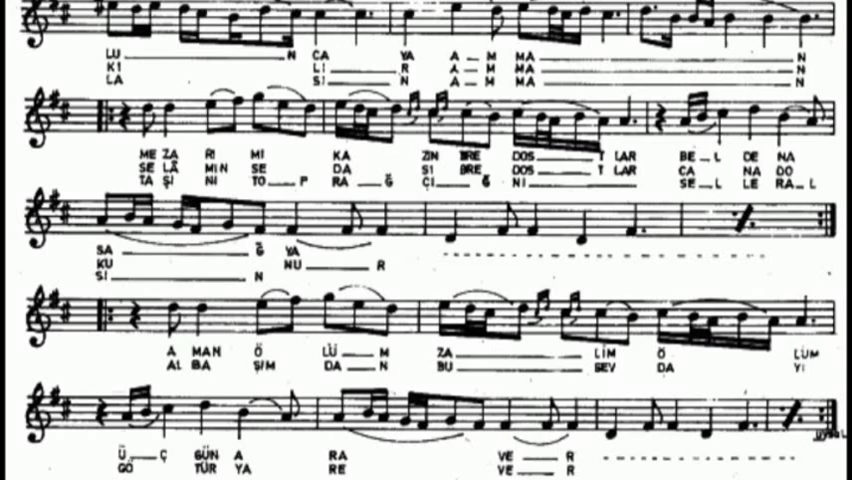 LU N CA YA A M MA N
KI LI R A M MA N
LA SI N A M MA N
ME ZA RI MI KA ZIN BRE DOS T LAR BE L DE NA
SE LÂ MIN SE DA SI BRE DOS T LAR CA NA DO
TA ŞI NI TO P RA Ğ ÇI Ğ NI SE L LE RA L
SA Ğ YA
KU NU R
SI N
A MAN Ö LÜ M ZA LIM Ö LÜM
AL BA ŞIM DA N BU SEV DA YI
Ü Ç GÜN A RA VE R
GÖ TÜR YA RE VE R